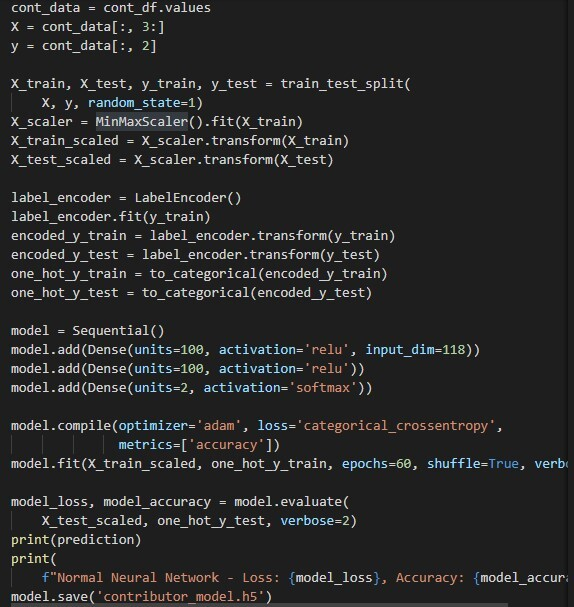 cont_data = cont_df.values
X = cont_data[:, 3:]
y = cont_data[:, 2]
X_train, X_test, y_train, y_test = train_test_split(
X, y, random_state=1)
X_scaler = MinMaxScaler().fit(X_train)
X_train_scaled = X_scaler.transform(X_train)
X_test_scaled = X_scaler.transform(X_test)
label_encoder = LabelEncoder()
label_encoder.fit(y_train)
encoded_y_train = label_encoder.transform(y_train)
encoded_y_test = label_encoder.transform(y_test)
one_hot_y_train = to_categorical(encoded_y_train)
one_hot_y_test = to_categorical(encoded_y_test)
model = Sequential()
model.add(Dense(units=100, activation='relu', input_dim=118))
model.add(Dense(units=100, activation='relu'))
model.add(Dense(units=2, activation='softmax'))
model.compile(optimizer='adam', loss='categorical_crossentropy',
metrics=['accuracy'])
model.fit(X_train_scaled, one_hot_y_train, epochs=60, shuffle=True, verb
model_loss, model_accuracy = model.evaluate(
X_test_scaled, one_hot_y_test, verbose=2)
print(prediction)
print(
f"Normal Neural Network - Loss: {model_loss}, Accuracy: {model_accura
model.save('contributor_model.h5')